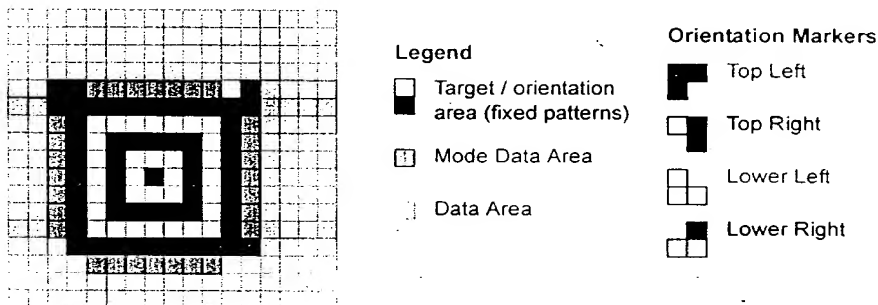 Legend
Target / orientation
area (fixed patterns)
Mode Data Area
Data Area
Orientation Markers
Top Left
Top Right
Lower Left
Lower Right